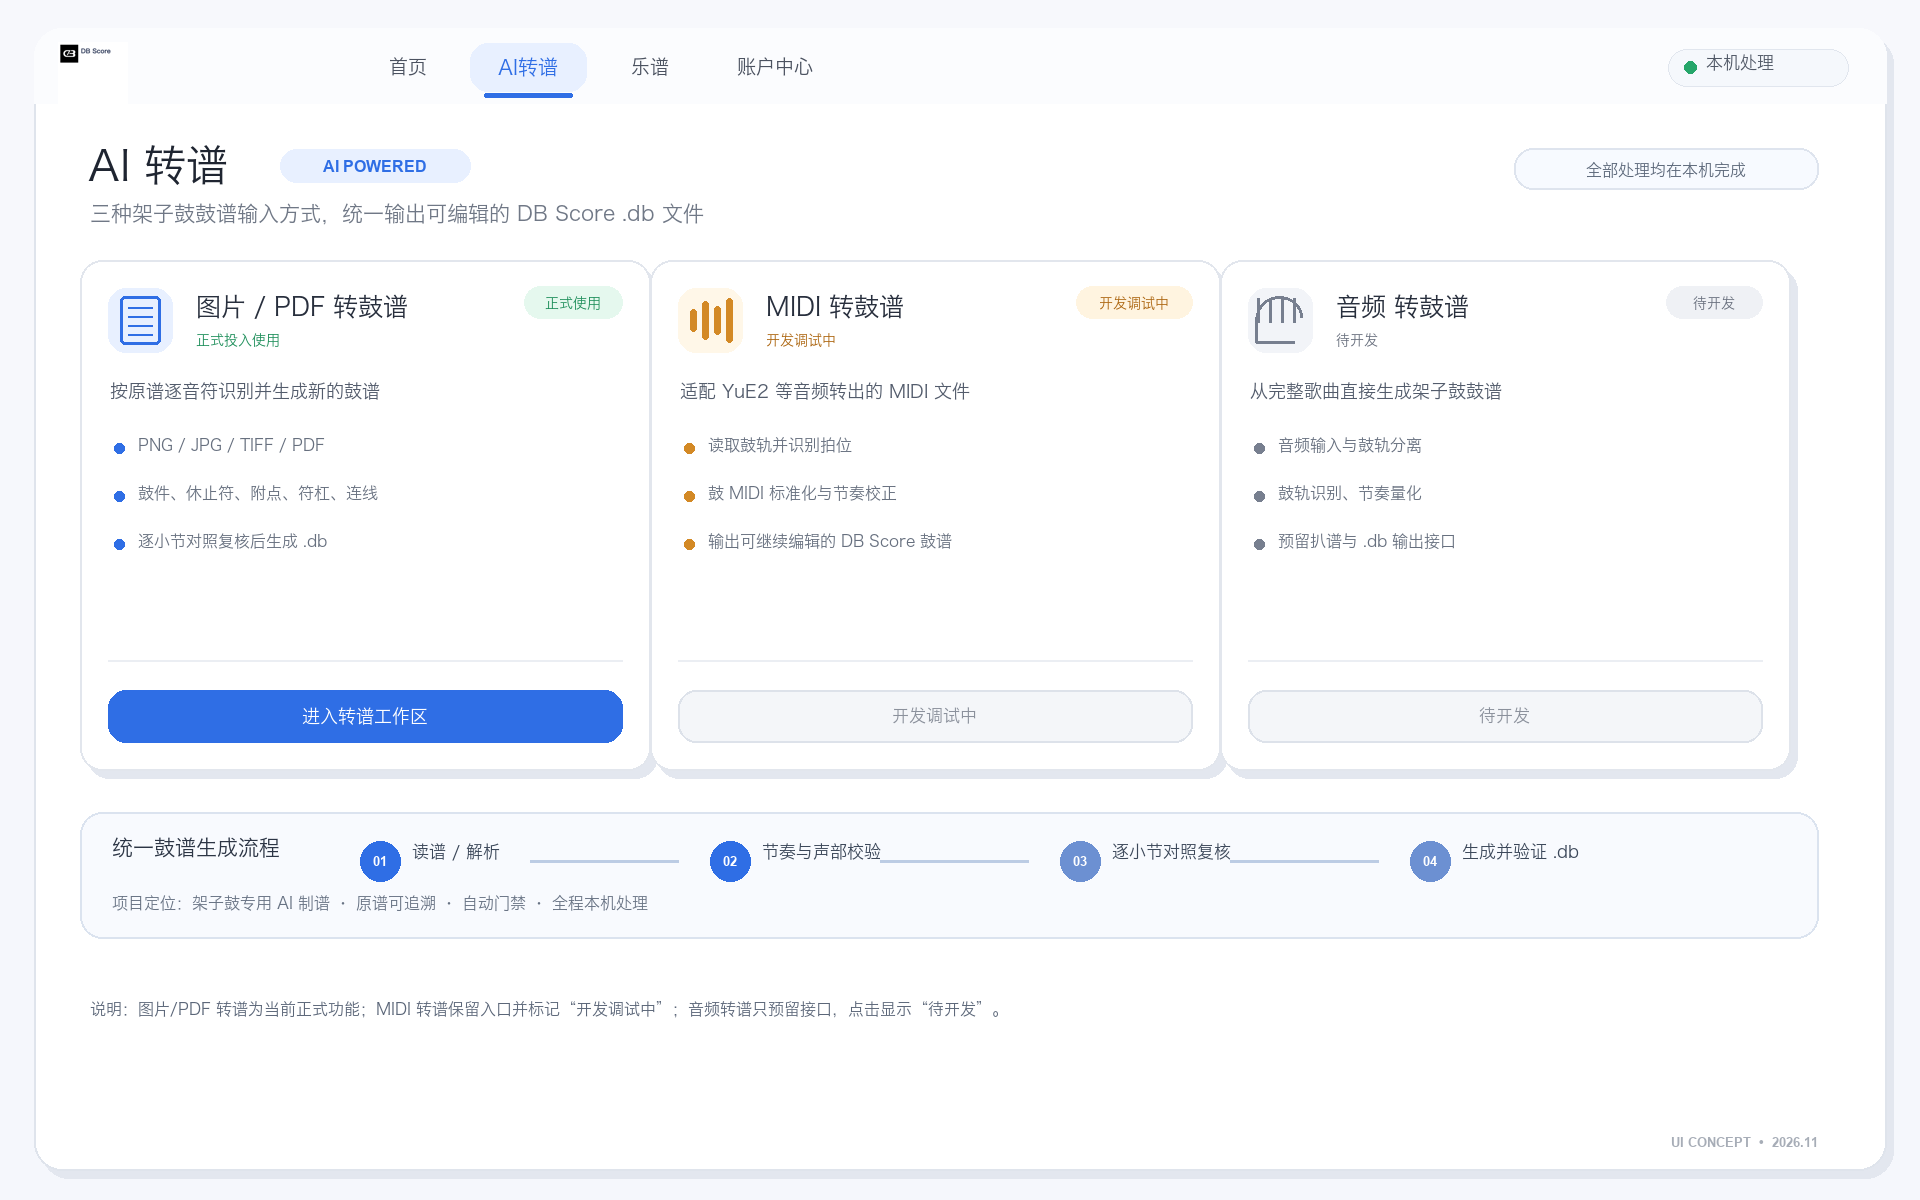 DB Score
首页
AI转谱
乐谱
账户中心
本机处理
AI 转谱
AI POWERED
全部处理均在本机完成
三种架子鼓鼓谱输入方式，统一输出可编辑的 DB Score .db 文件
图片 / PDF 转鼓谱
正式使用
正式投入使用
按原谱逐音符识别并生成新的鼓谱
PNG / JPG / TIFF / PDF
鼓件、休止符、附点、符杠、连线
逐小节对照复核后生成 .db
进入转谱工作区
MIDI 转鼓谱
开发调试中
开发调试中
适配 YuE2 等音频转出的 MIDI 文件
读取鼓轨并识别拍位
鼓 MIDI 标准化与节奏校正
输出可继续编辑的 DB Score 鼓谱
开发调试中
音频 转鼓谱
待开发
待开发
从完整歌曲直接生成架子鼓鼓谱
音频输入与鼓轨分离
鼓轨识别、节奏量化
预留扒谱与 .db 输出接口
待开发
统一鼓谱生成流程
01 读谱 / 解析
02 节奏与声部校验
03 逐小节对照复核
04 生成并验证 .db
项目定位：架子鼓专用 AI 制谱 · 原谱可追溯 · 自动门禁 · 全程本机处理
说明：图片/PDF 转谱为当前正式功能；MIDI 转谱保留入口并标记“开发调试中”；音频转谱只预留接口，点击显示“待开发”。
UI CONCEPT • 2026.11